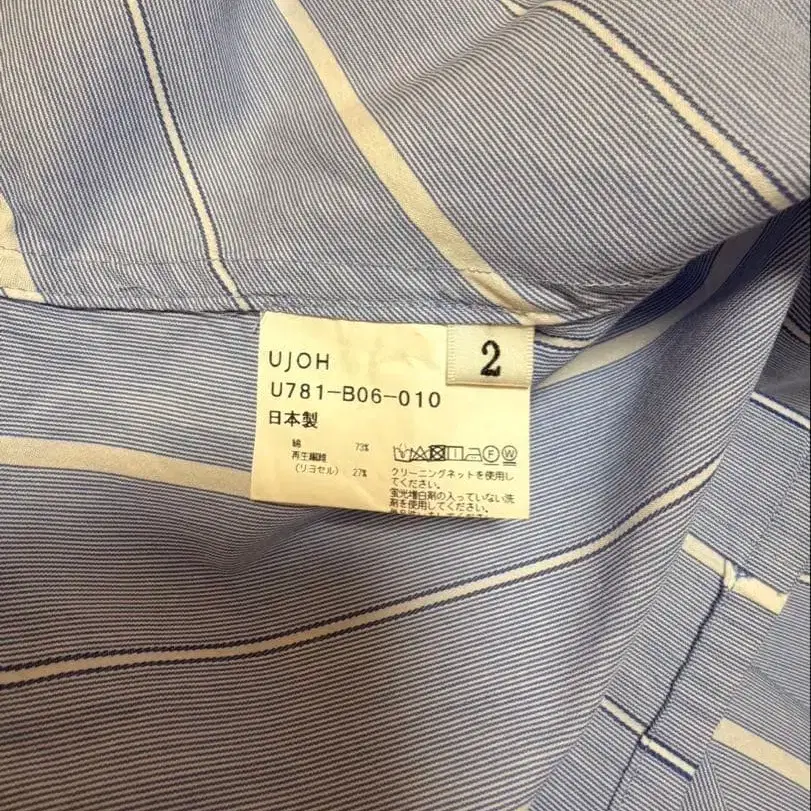 2
UJOH
U781-B06-010
日本製
綿 73%
再生繊維
(リヨセル) 27%
F W
クリーニングネットを使用し
てください。
蛍光増白剤の入っていない洗
剤を使用してください。